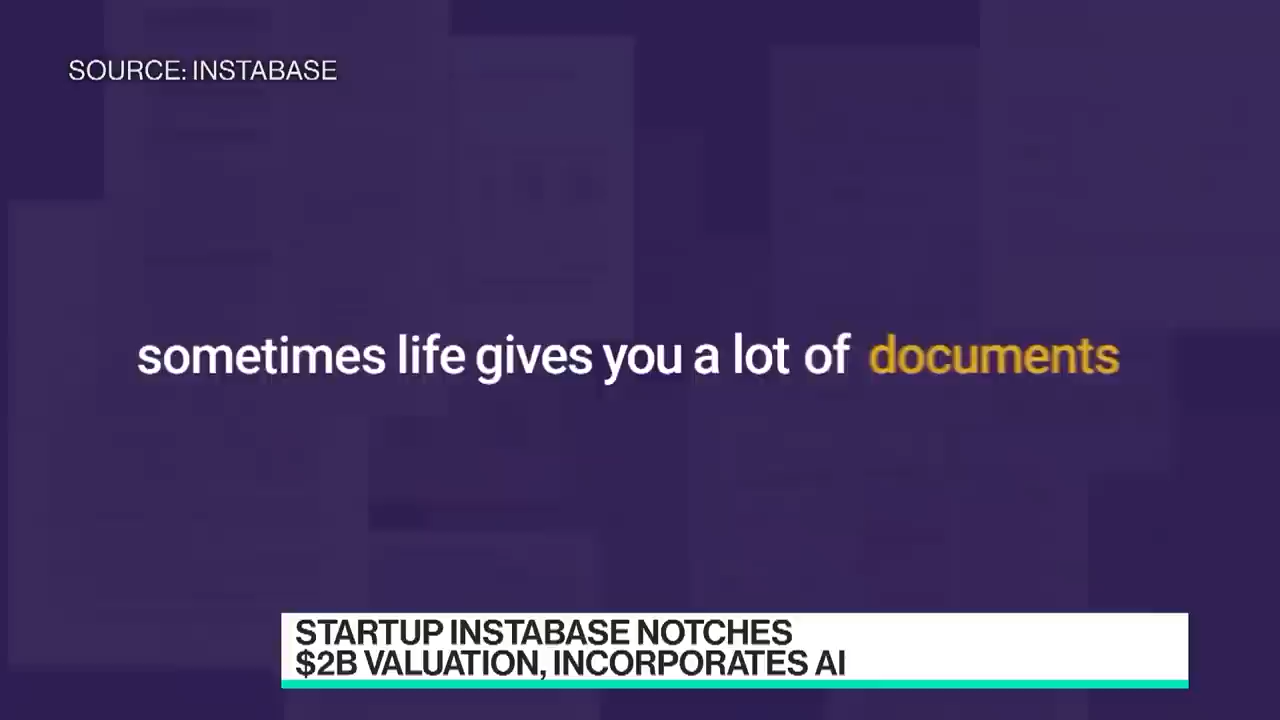 SOURCE: INSTABASE
sometimes life gives you a lot of documents
STARTUP INSTABASE NOTCHES
$2B VALUATION, INCORPORATES AI